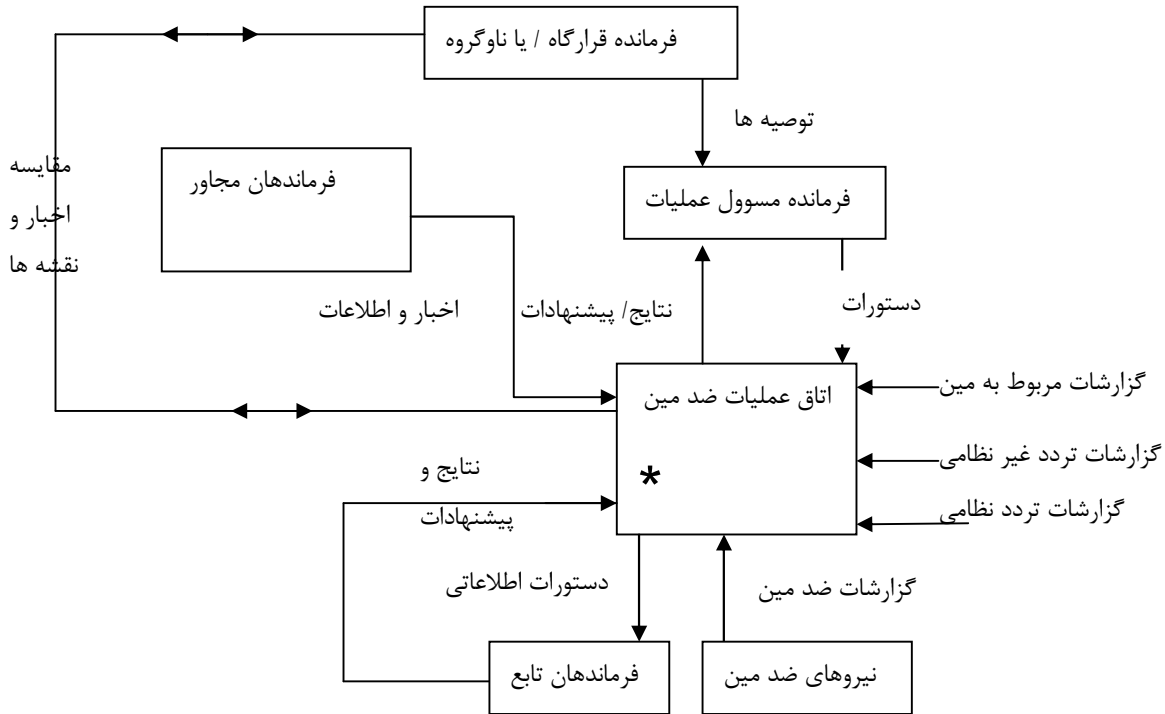 فرمانده قرارگاه / یا ناوگروه
توصیه ها
مقایسه
اخبار و
نقشه ها
فرماندهان مجاور
فرمانده مسوول عملیات
اخبار و اطلاعات
نتایج/ پیشنهادات
دستورات
اتاق عملیات ضد مین
*
گزارشات مربوط به مین
گزارشات تردد غیر نظامی
گزارشات تردد نظامی
نتایج و
پیشنهادات
دستورات اطلاعاتی
گزارشات ضد مین
فرماندهان تابع
نیروهای ضد مین